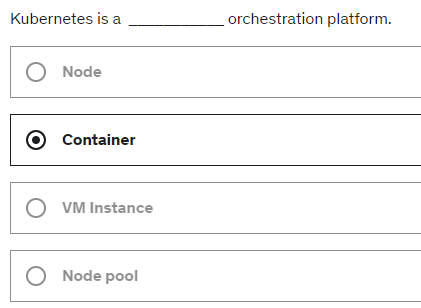 Kubernetes is a ___________ orchestration platform.
Node
Container
VM Instance
Node pool